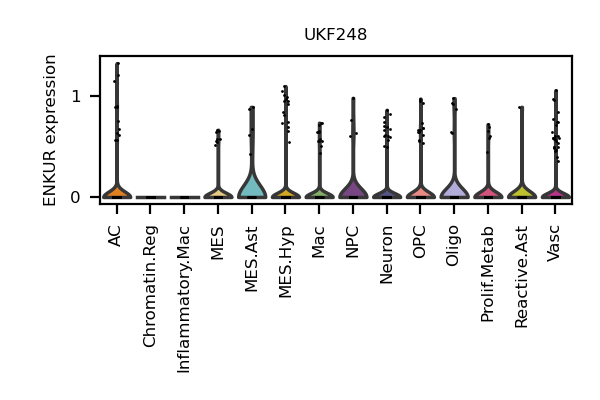 UKF248
ENKUR expression
1
0
AC
Chromatin.Reg
Inflammatory.Mac
MES
MES.Ast
MES.Hyp
Mac
NPC
Neuron
OPC
Oligo
Prolif.Metab
Reactive.Ast
Vasc